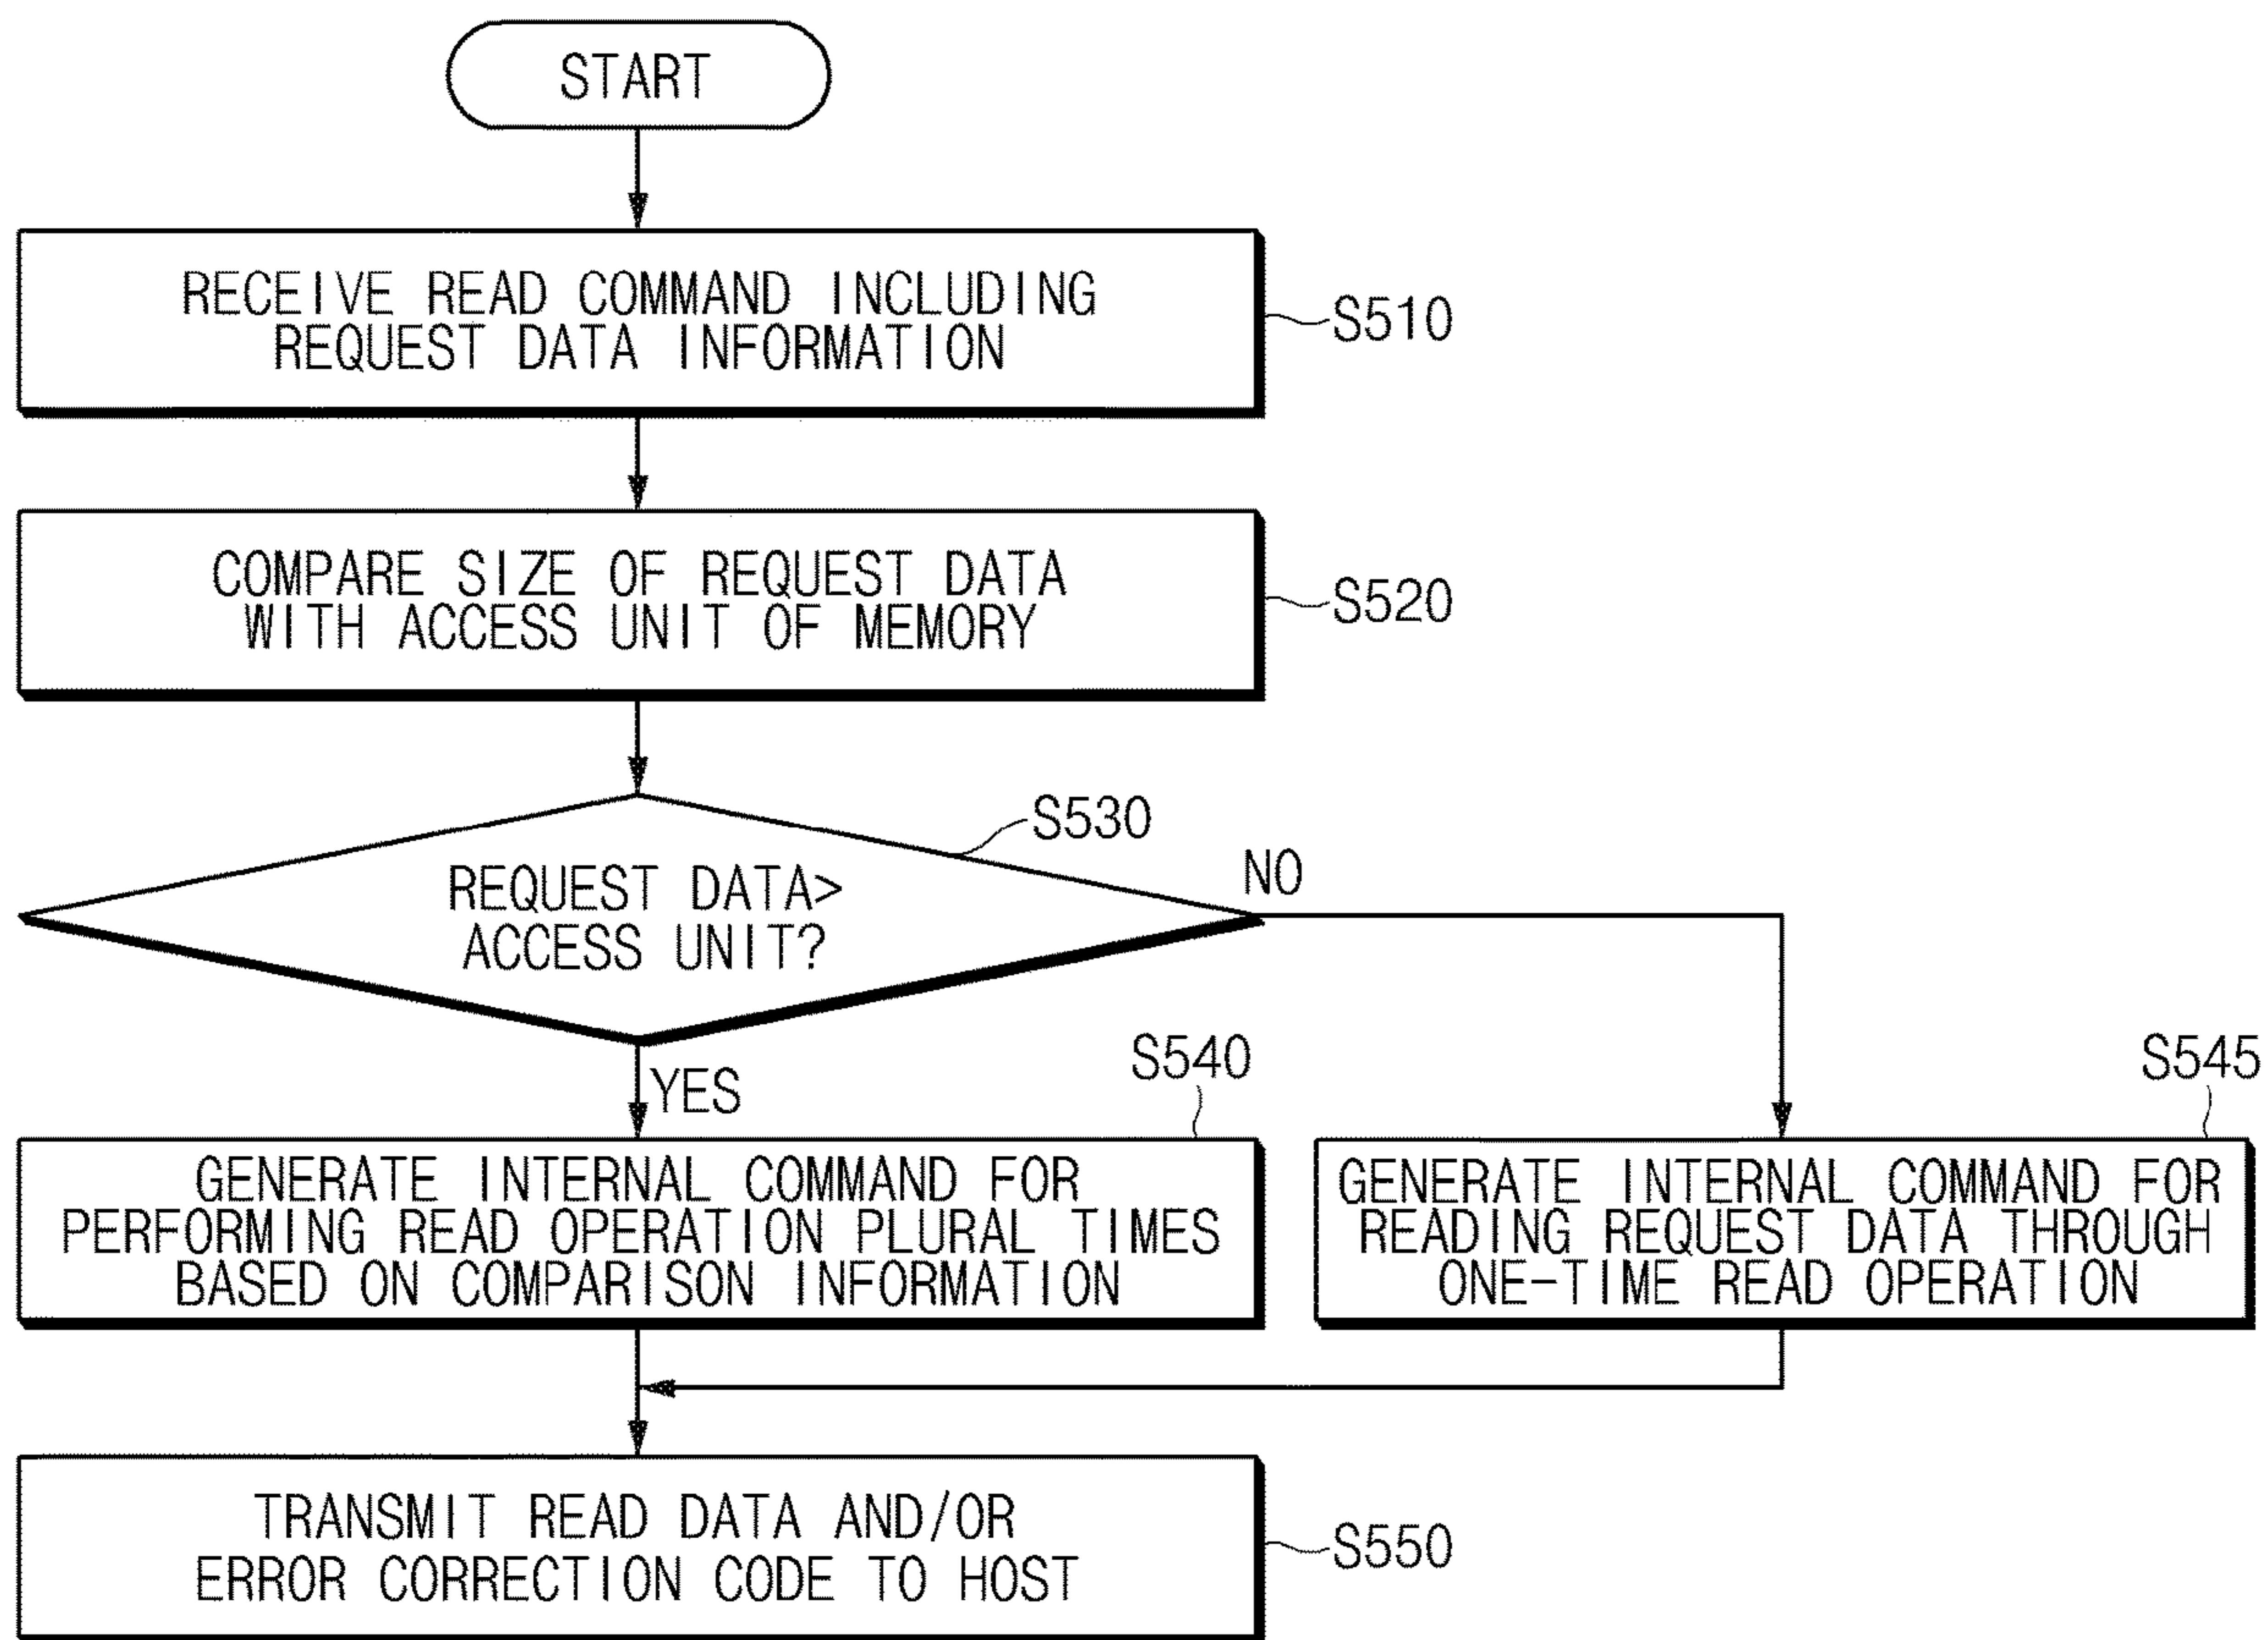 START
RECEIVE READ COMMAND INCLUDING
REQUEST DATA INFORMATION
S510
COMPARE SIZE OF REQUEST DATA
WITH ACCESS UNIT OF MEMORY
S520
S530
REQUEST DATA>
ACCESS UNIT?
NO
YES
S540
GENERATE INTERNAL COMMAND FOR
PERFORMING READ OPERATION PLURAL TIMES
BASED ON COMPARISON INFORMATION
S545
GENERATE INTERNAL COMMAND FOR
READING REQUEST DATA THROUGH
ONE-TIME READ OPERATION
TRANSMIT READ DATA AND/OR
ERROR CORRECTION CODE TO HOST
S550